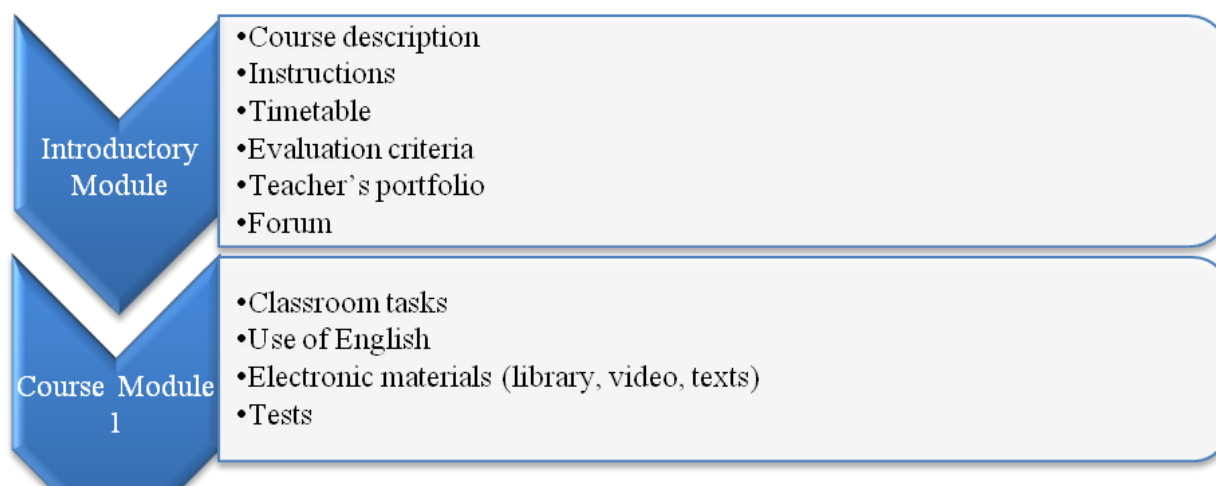 Introductory
Module
•Course description
•Instructions
•Timetable
•Evaluation criteria
•Teacher’s portfolio
•Forum
Course Module
1
•Classroom tasks
•Use of English
•Electronic materials (library, video, texts)
•Tests